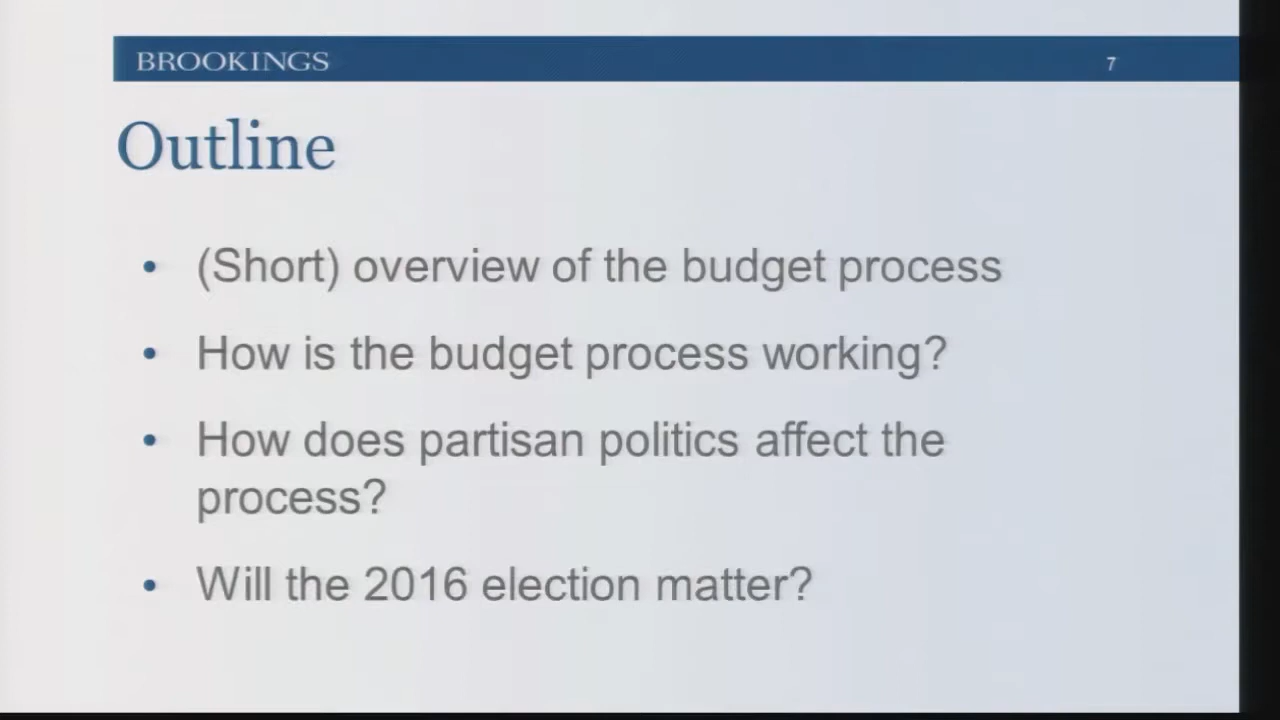 BROOKINGS 7
Outline
• (Short) overview of the budget process
• How is the budget process working?
• How does partisan politics affect the
process?
• Will the 2016 election matter?